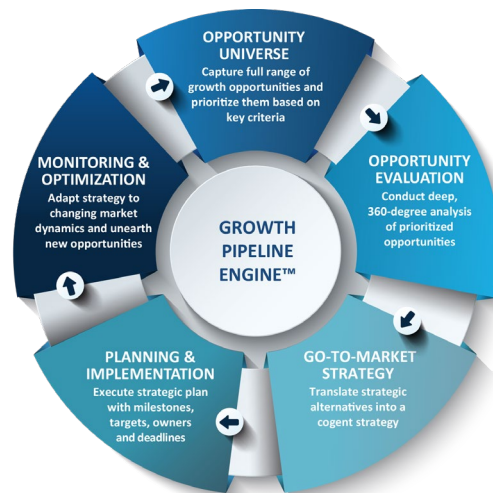 OPPORTUNITY
UNIVERSE
Capture full range of
growth opportunities and
prioritize them based on
key criteria
OPPORTUNITY
EVALUATION
Conduct deep,
360-degree analysis
of prioritized
opportunities
GO-TO-MARKET
STRATEGY
Translate strategic
alternatives into a
cogent strategy
PLANNING &
IMPLEMENTATION
Execute strategic plan
with milestones,
targets, owners
and deadlines
MONITORING &
OPTIMIZATION
Adapt strategy to
changing market
dynamics and unearth
new opportunities
GROWTH
PIPELINE
ENGINE™